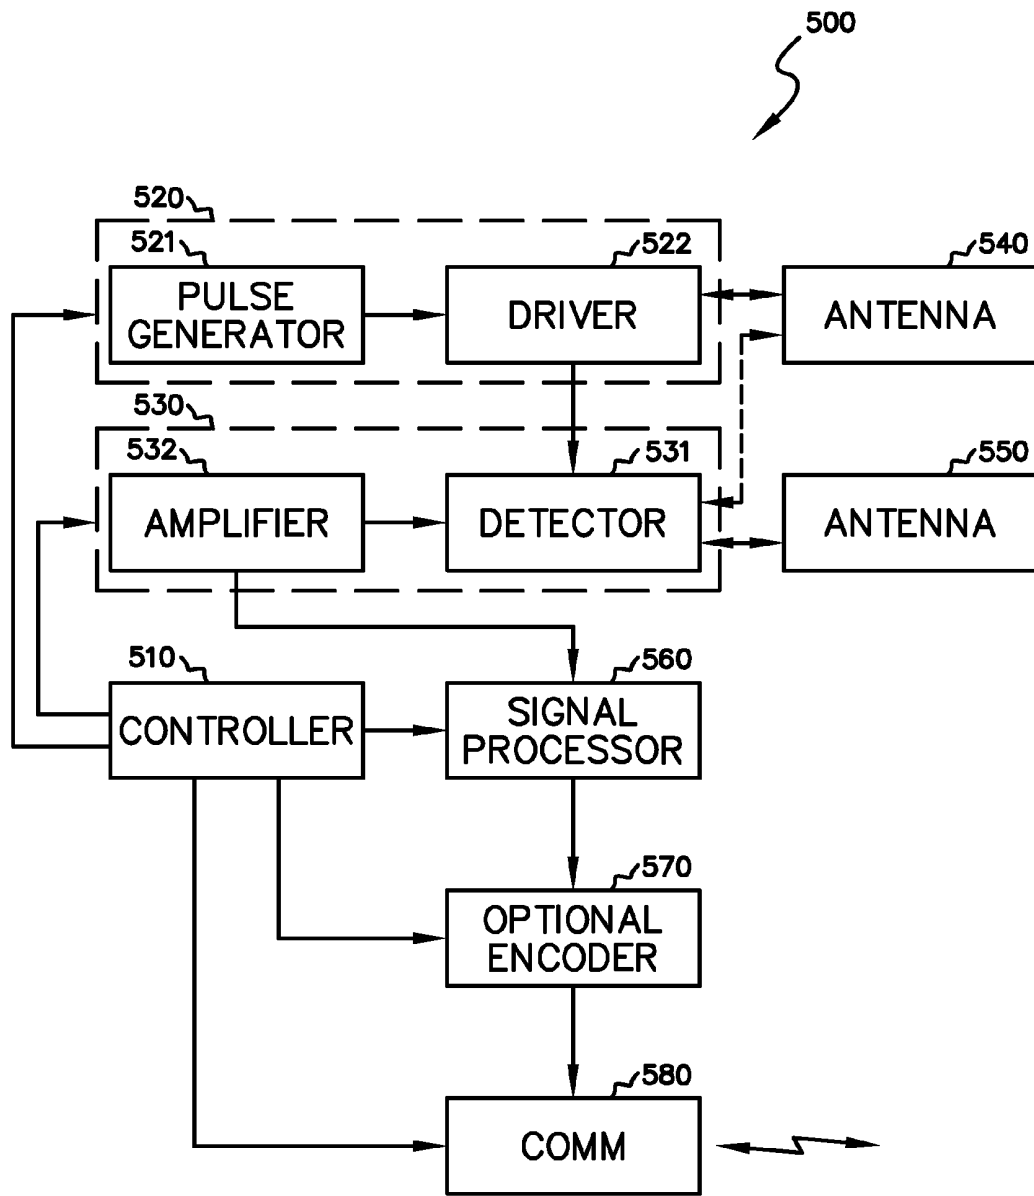 500
520
521
522
540
PULSE
GENERATOR
DRIVER
ANTENNA
530
532
531
550
AMPLIFIER
DETECTOR
ANTENNA
510
560
CONTROLLER
SIGNAL
PROCESSOR
570
OPTIONAL
ENCODER
580
COMM